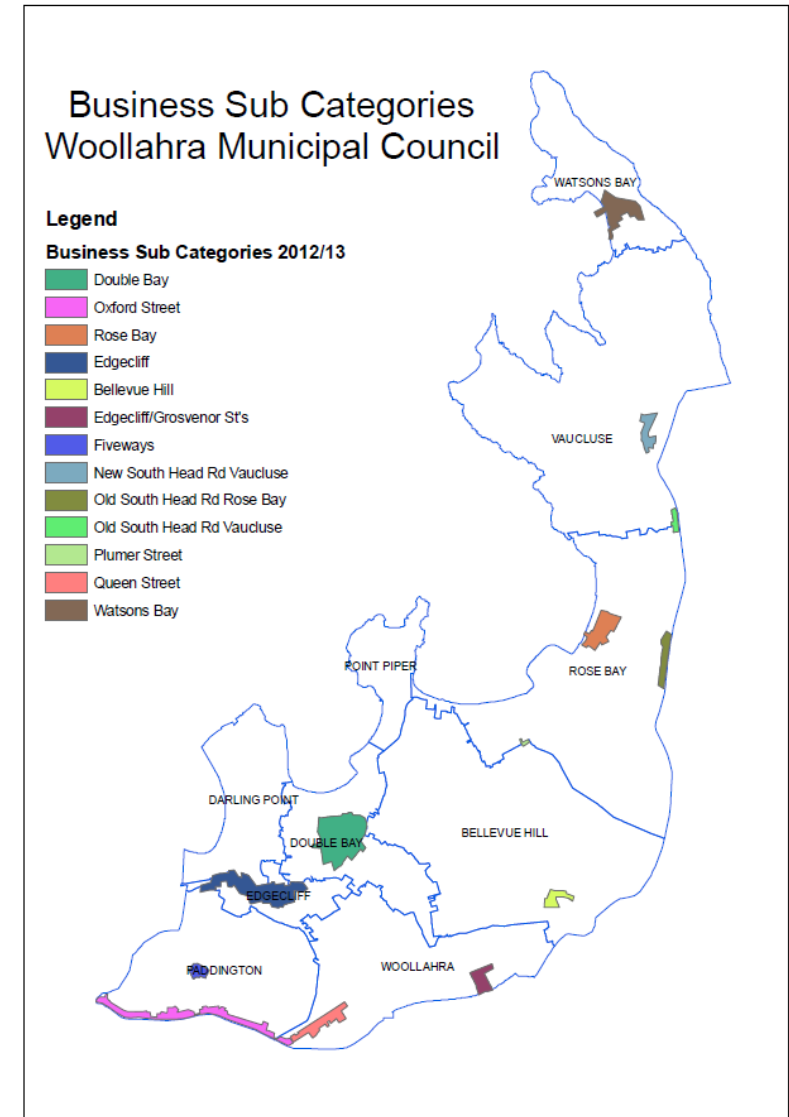 Business Sub Categories
Woollahra Municipal Council
Legend
Business Sub Categories 2012/13
Double Bay
Oxford Street
Rose Bay
Edgecliff
Bellevue Hill
Edgecliff/Grosvenor St's
Fiveways
New South Head Rd Vaucluse
Old South Head Rd Rose Bay
Old South Head Rd Vaucluse
Plumer Street
Queen Street
Watsons Bay
WATSONS BAY
VAUCLUSE
POINT PIPER
ROSE BAY
DARLING POINT
DOUBLE BAY
BELLEVUE HILL
EDGECLIFF
PADDINGTON
WOOLLAHRA